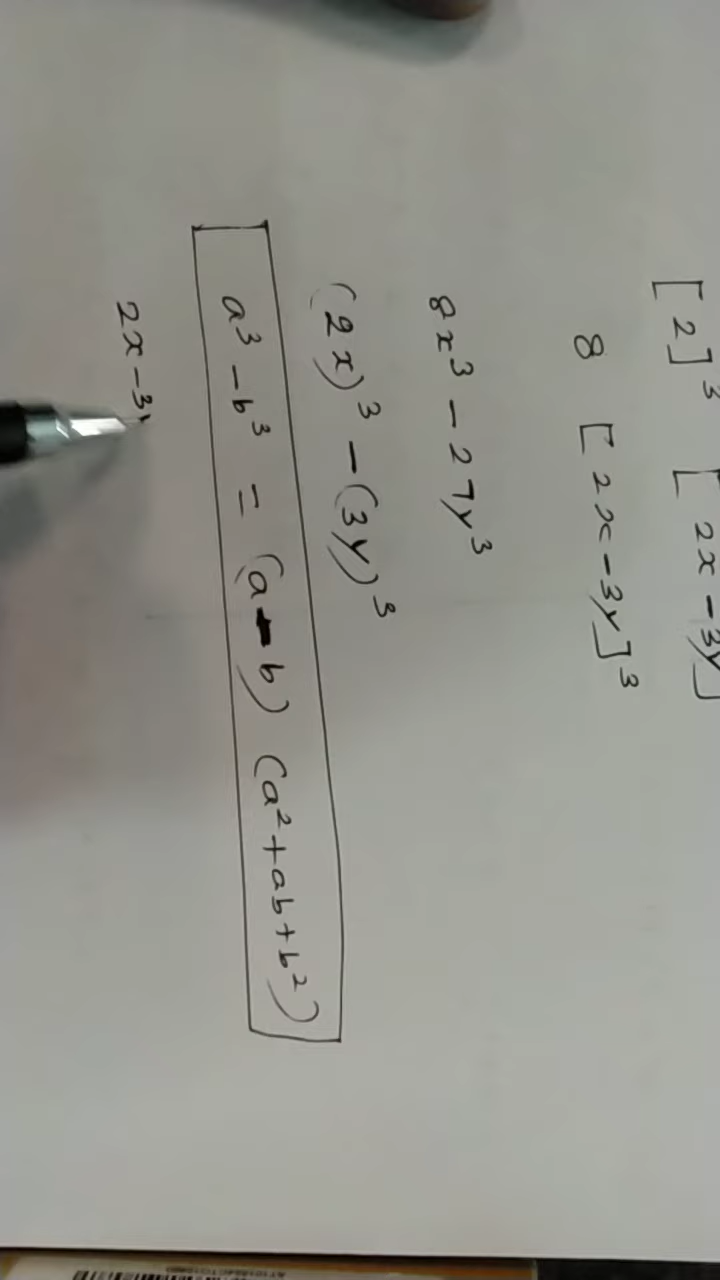 [2]³ [2x-3y]
8 [2x-3y]³
8x³-27y³
(2x)³-(3y)³
a³-b³ = (a-b) (a²+ab+b²)
2x-3y